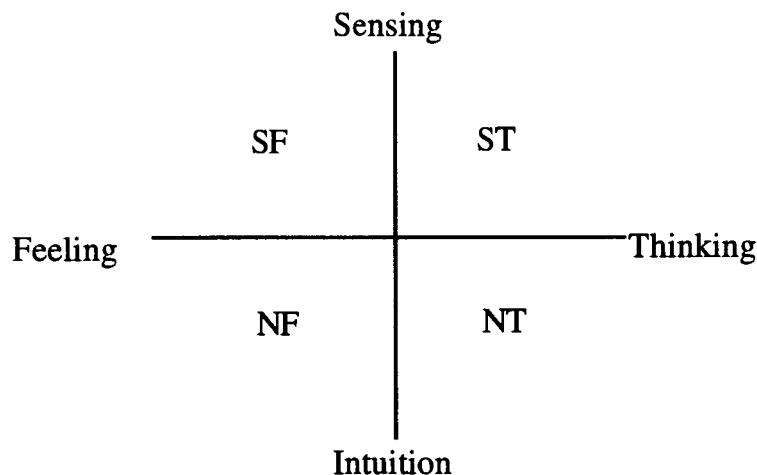 Sensing
SF ST
Feeling Thinking
NF NT
Intuition